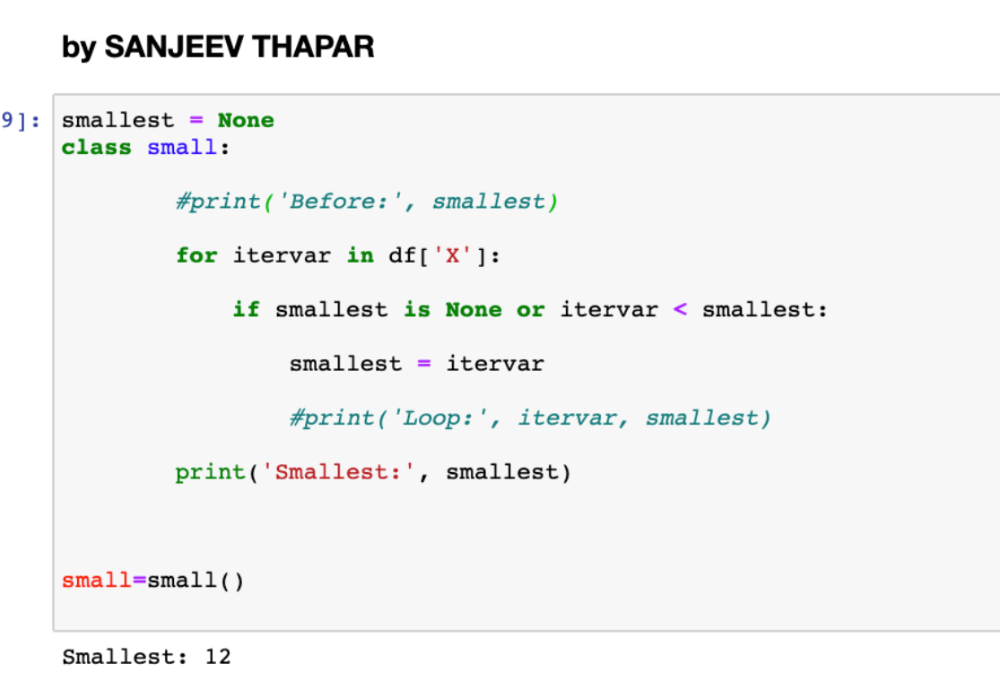 by SANJEEV THAPAR
9]: smallest = None
class small:
#print('Before:', smallest)
for itervar in df['X']:
if smallest is None or itervar < smallest:
smallest = itervar
#print('Loop:', itervar, smallest)
print('Smallest:', smallest)
small=small()
Smallest: 12